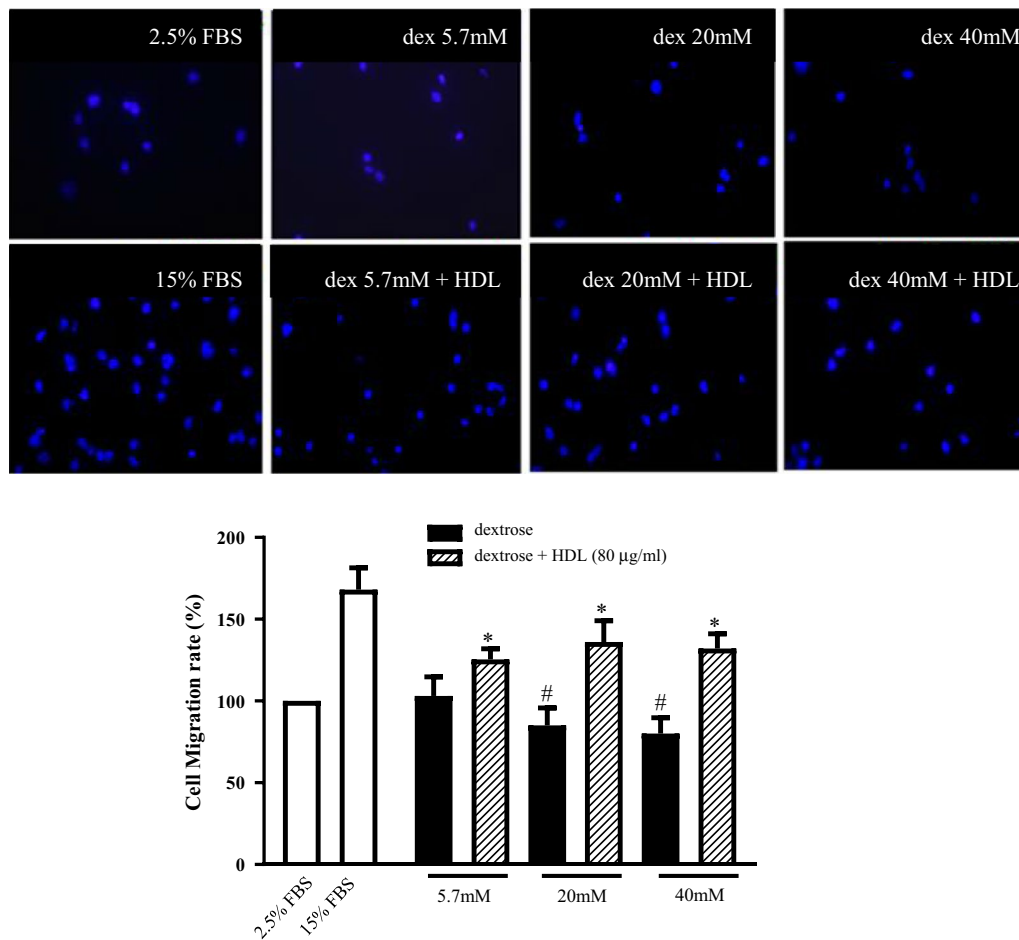 2.5% FBS
dex 5.7mM
dex 20mM
dex 40mM
15% FBS
dex 5.7mM + HDL
dex 20mM + HDL
dex 40mM + HDL
dextrose
dextrose + HDL (80 μg/ml)
Cell Migration rate (%)
200
150
100
50
0
*
*
*
#
#
2.5% FBS
15% FBS
5.7mM
20mM
40mM